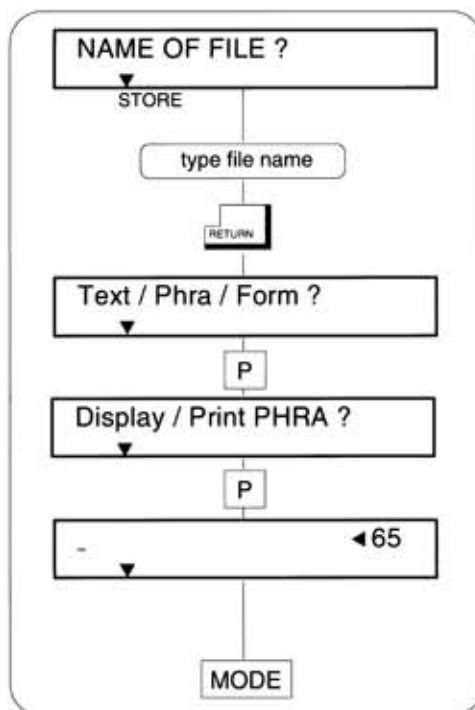 NAME OF FILE ?
STORE
type file name
RETURN
Text / Phra / Form ?
P
Display / Print PHRA ?
P
_ ◄65
MODE